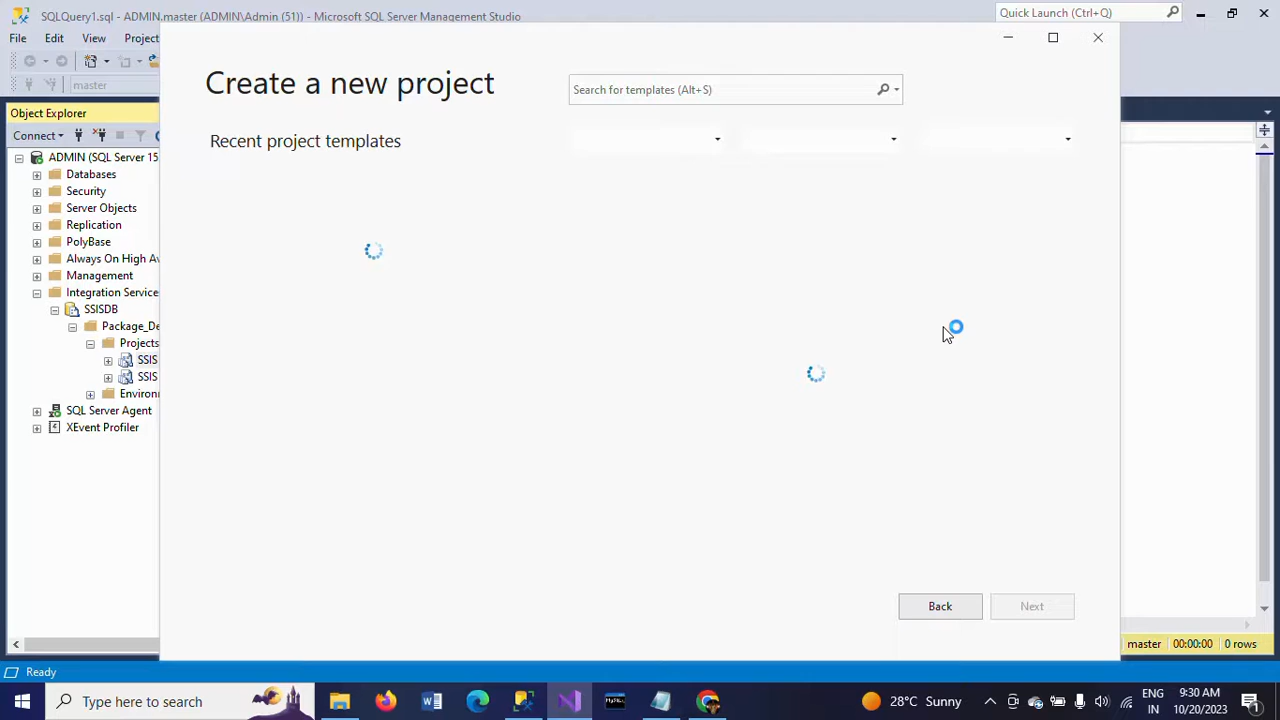 SQLQuery1.sql - ADMIN.master (ADMIN\Admin (51)) - Microsoft SQL Server Management Studio
Quick Launch (Ctrl+Q)
File Edit View Project
master
Create a new project
Search for templates (Alt+S)
Recent project templates
Object Explorer
Connect
ADMIN (SQL Server 15
Databases
Security
Server Objects
Replication
PolyBase
Always On High Av
Management
Integration Service
SSISDB
Package_De
Projects
SSIS
SSIS
Environ
SQL Server Agent
XEvent Profiler
Back
Next
master 00:00:00 0 rows
Ready
Type here to search
28°C Sunny
ENG
IN
9:30 AM
10/20/2023
1